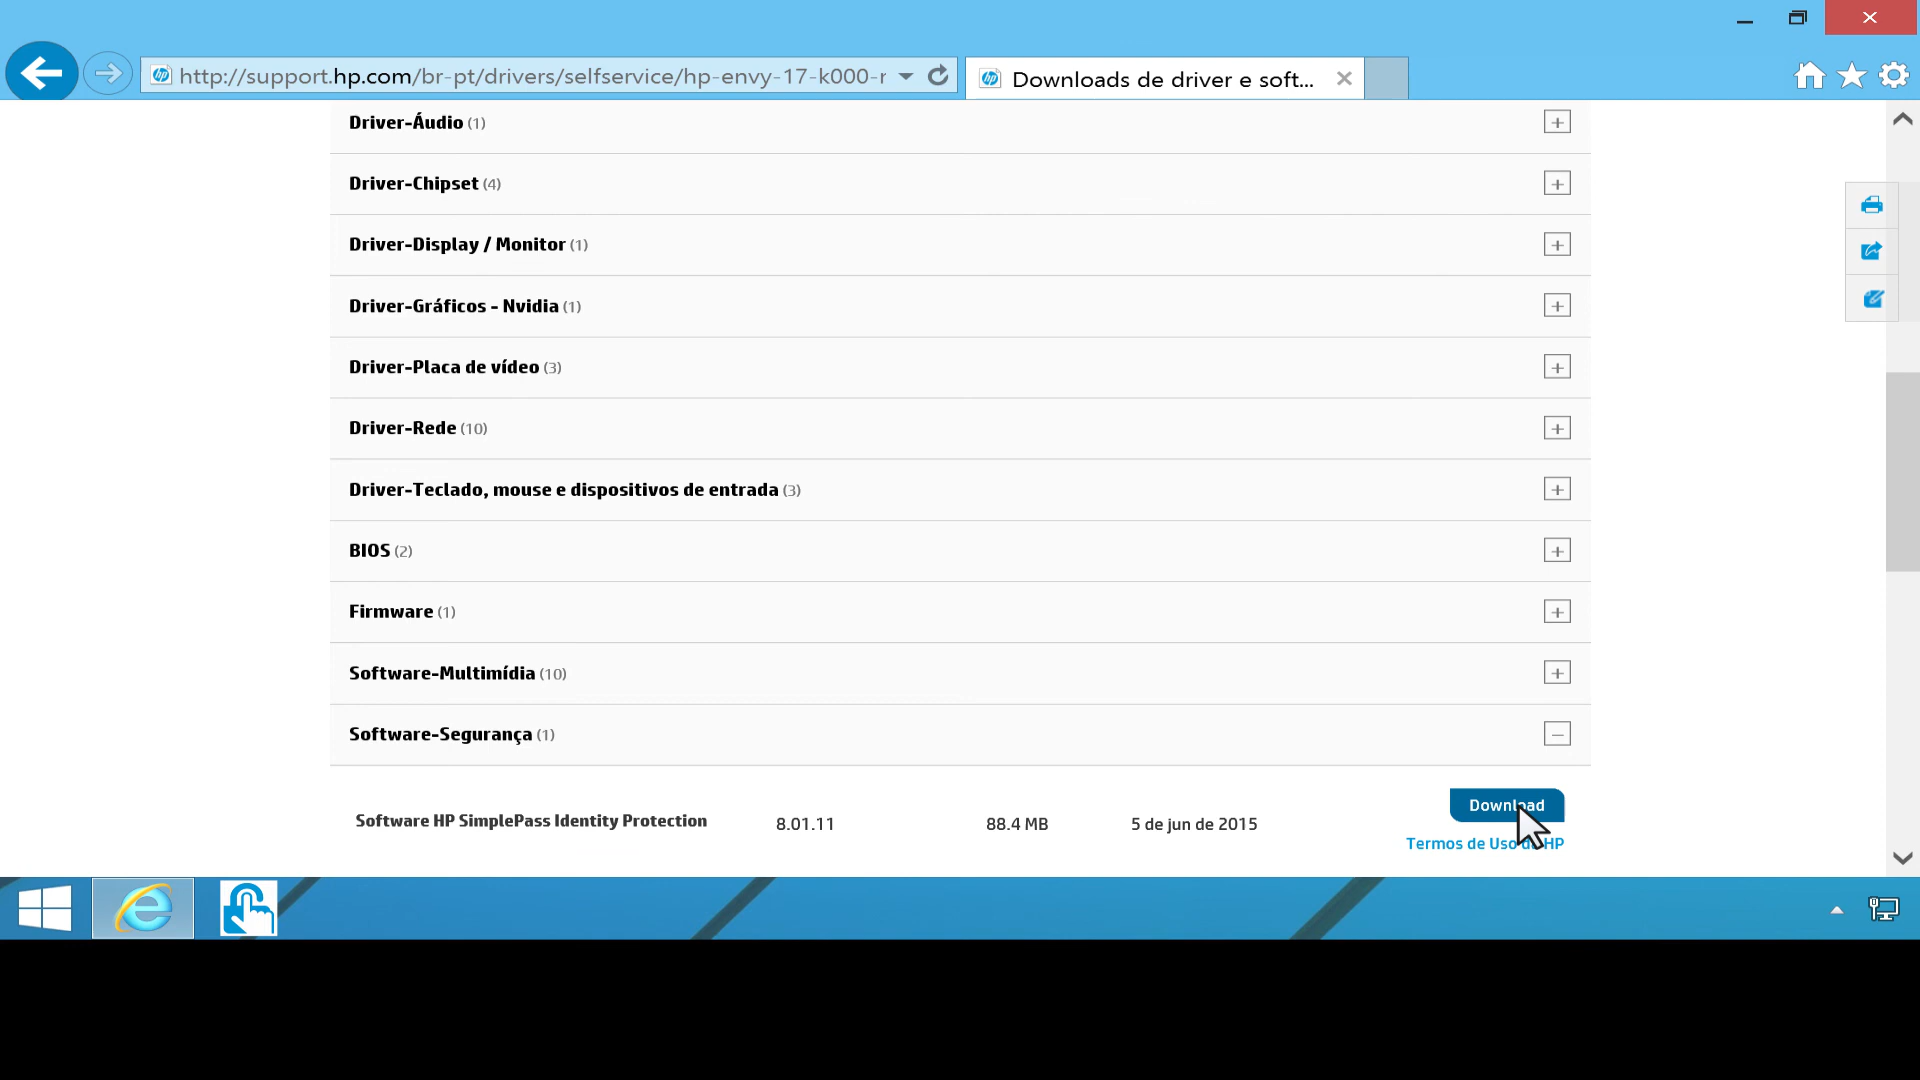 http://support.hp.com/br-pt/drivers/selfservice/hp-envy-17-k000-r
Downloads de driver e soft...
Driver-Áudio (1)
Driver-Chipset (4)
Driver-Display / Monitor (1)
Driver-Gráficos - Nvidia (1)
Driver-Placa de vídeo (3)
Driver-Rede (10)
Driver-Teclado, mouse e dispositivos de entrada (3)
BIOS (2)
Firmware (1)
Software-Multimídia (10)
Software-Segurança (1)
Software HP SimplePass Identity Protection 8.01.11 88.4 MB 5 de jun de 2015 Download
Termos de Uso da HP